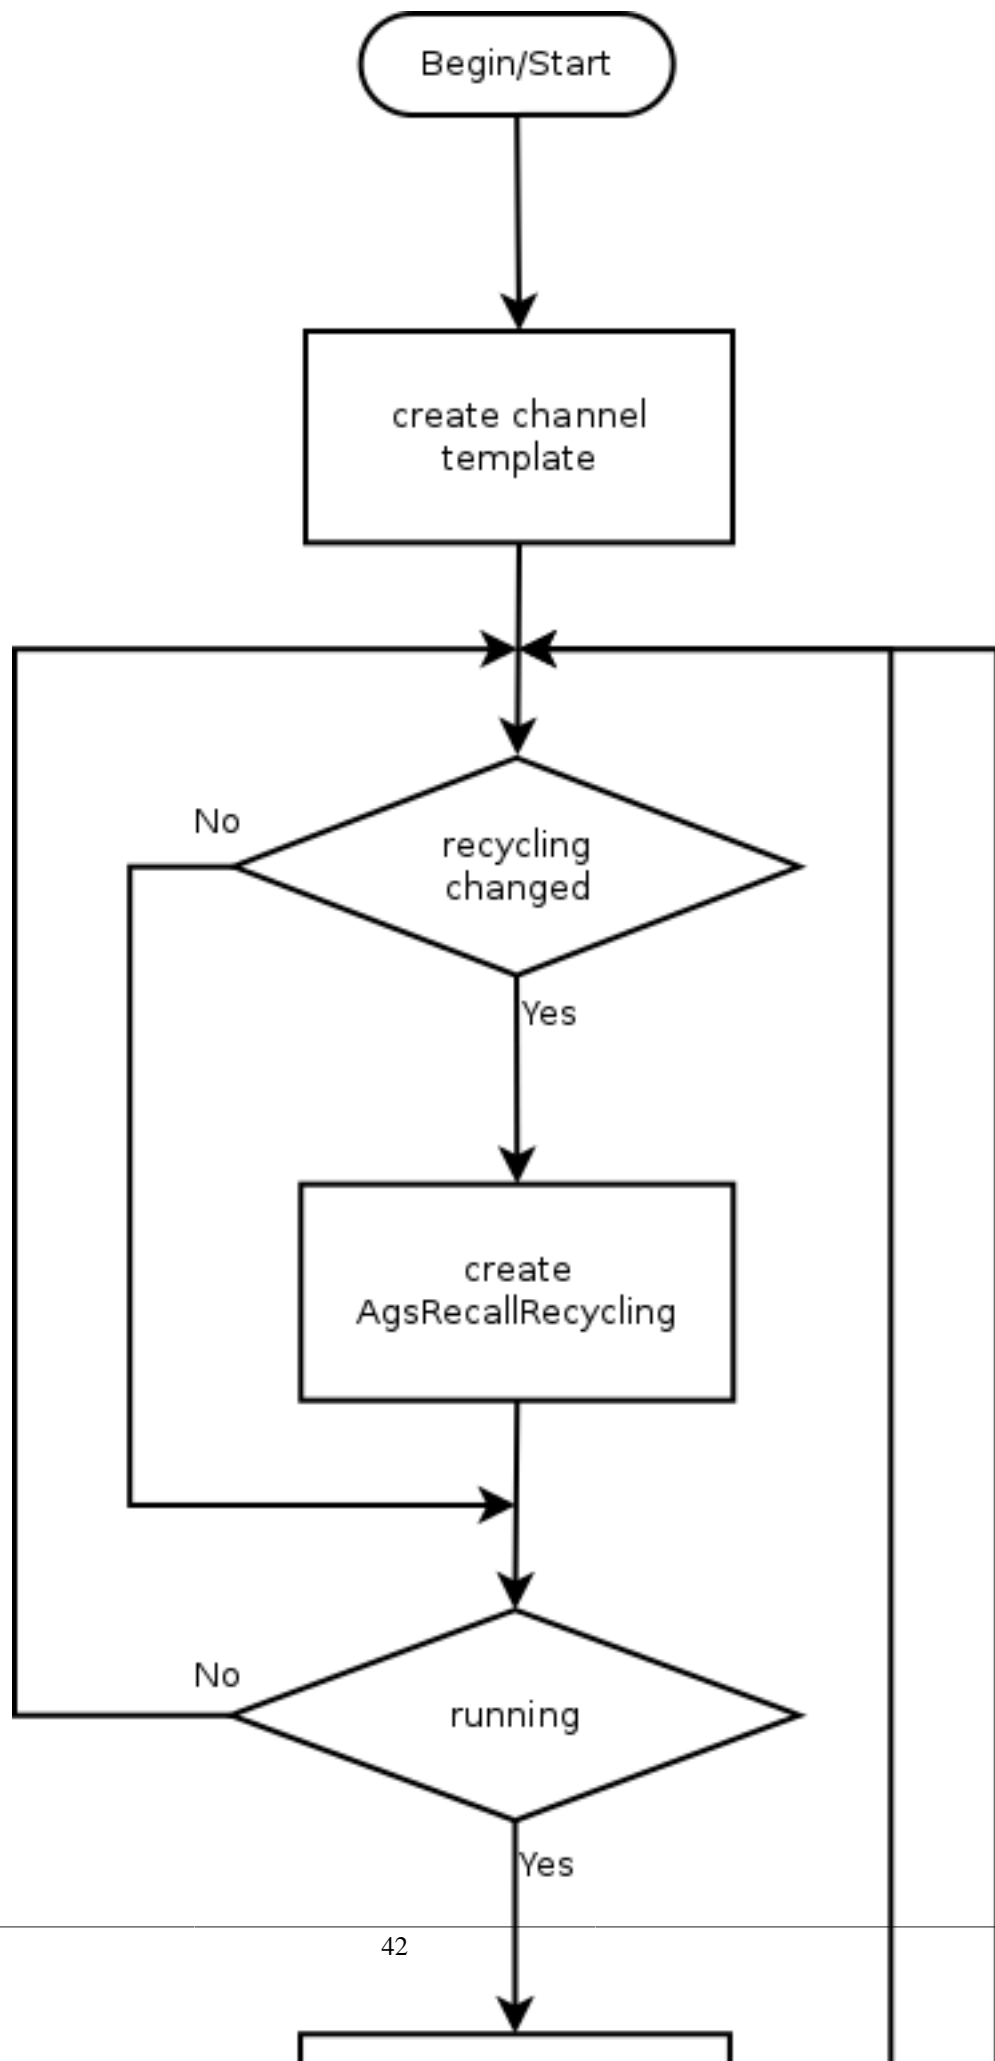 Begin/Start
create channel
template
No
recycling
changed
Yes
create
AgsRecallRecycling
No
running
Yes
42